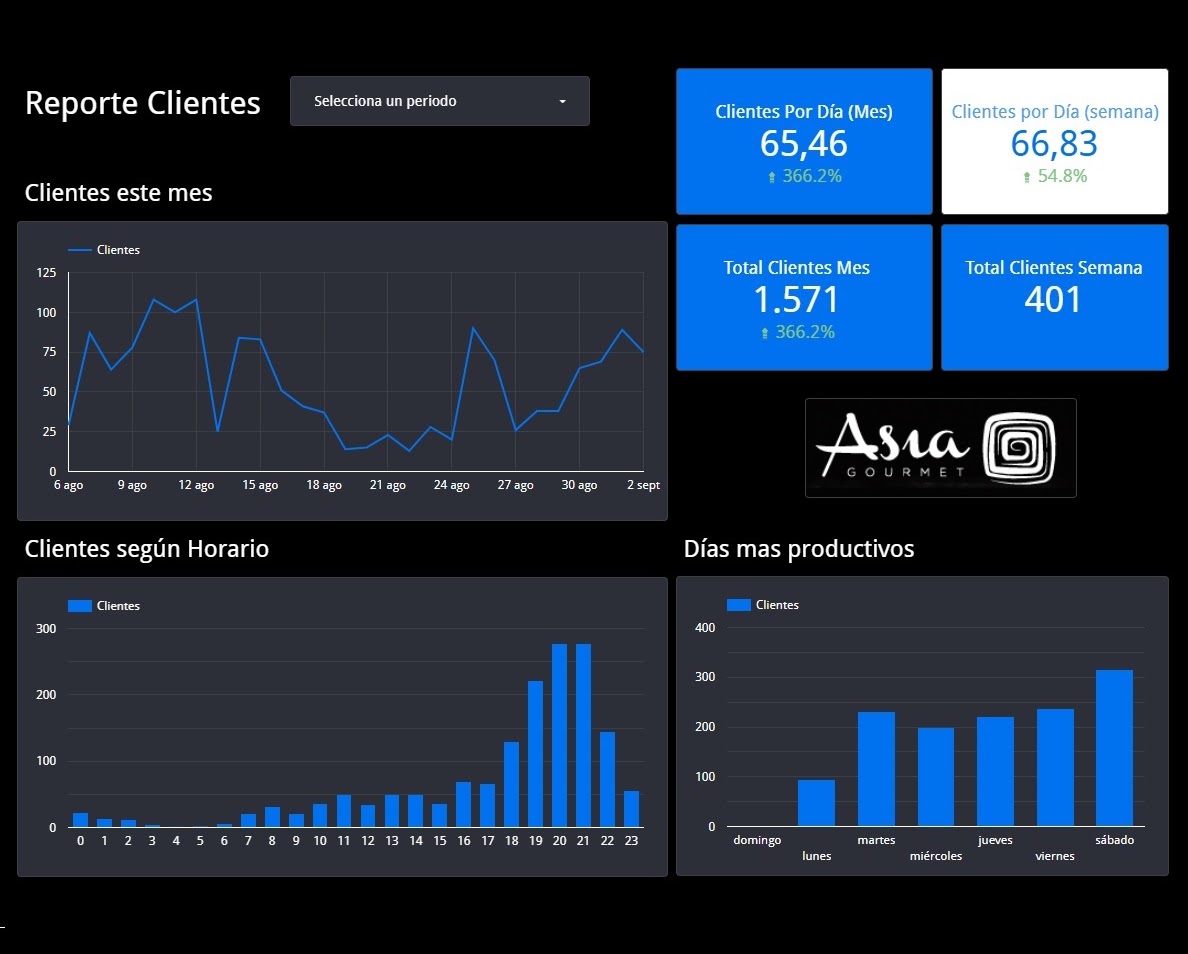 Reporte Clientes
Selecciona un periodo
Clientes Por Día (Mes)
65,46
366.2%
Clientes por Día (semana)
66,83
54.8%
Total Clientes Mes
1.571
366.2%
Total Clientes Semana
401
Asia
GOURMET
Clientes este mes
Clientes
125
100
75
50
25
0
6 ago 9 ago 12 ago 15 ago 18 ago 21 ago 24 ago 27 ago 30 ago 2 sept
Clientes según Horario
Clientes
300
200
100
0
0 1 2 3 4 5 6 7 8 9 10 11 12 13 14 15 16 17 18 19 20 21 22 23
Días mas productivos
Clientes
400
300
200
100
0
domingo lunes martes miércoles jueves viernes sábado